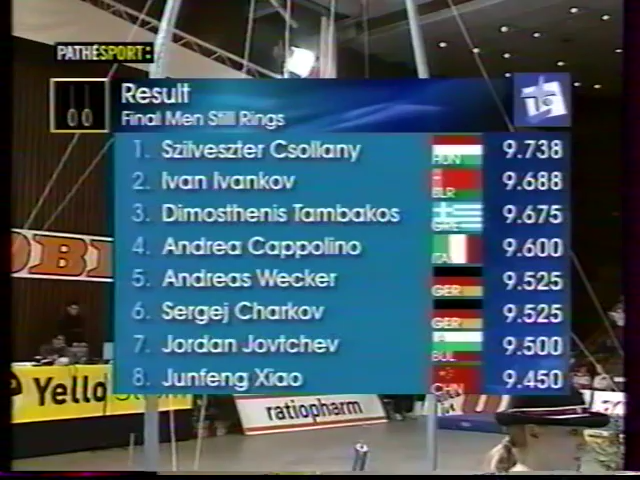 PATHÉSPORT:
Result
Final Men Still Rings
1. Szilveszter Csollany HUN 9.738
2. Ivan Ivankov BLR 9.688
3. Dimosthenis Tambakos GRE 9.675
4. Andrea Cappolino ITA 9.600
5. Andreas Wecker GER 9.525
6. Sergej Charkov GER 9.525
7. Jordan Jovtchev BUL 9.500
8. Junfeng Xiao CHN 9.450
OBI
Yello
ratiopharm